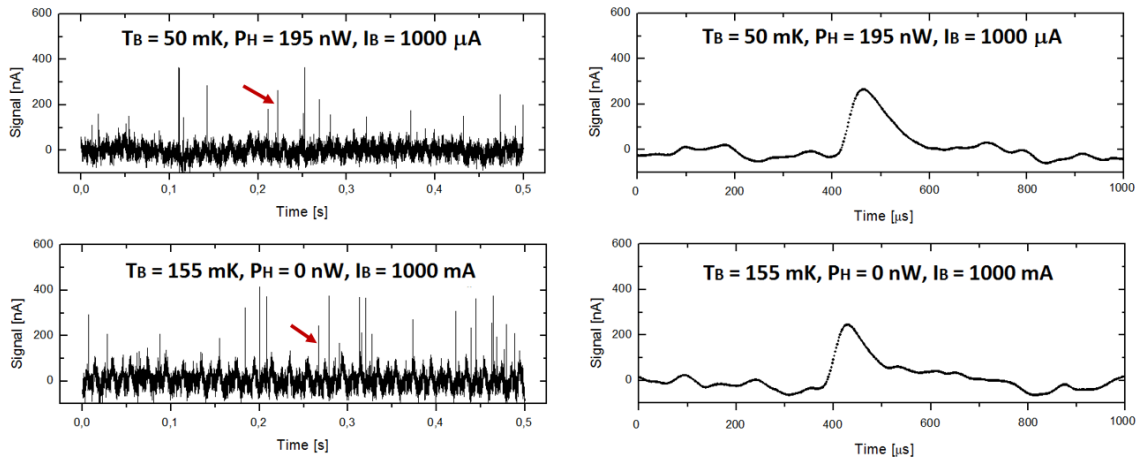 TB = 50 mK, PH = 195 nW, IB = 1000 μA
Signal [nA]
600
400
200
0
0,0 0,1 0,2 0,3 0,4 0,5
Time [s]
TB = 50 mK, PH = 195 nW, IB = 1000 μA
Signal [nA]
600
400
200
0
0 200 400 600 800 1000
Time [μs]
TB = 155 mK, PH = 0 nW, IB = 1000 mA
Signal [nA]
600
400
200
0
0,0 0,1 0,2 0,3 0,4 0,5
Time [s]
TB = 155 mK, PH = 0 nW, IB = 1000 mA
Signal [nA]
600
400
200
0
0 200 400 600 800 1000
Time [μs]